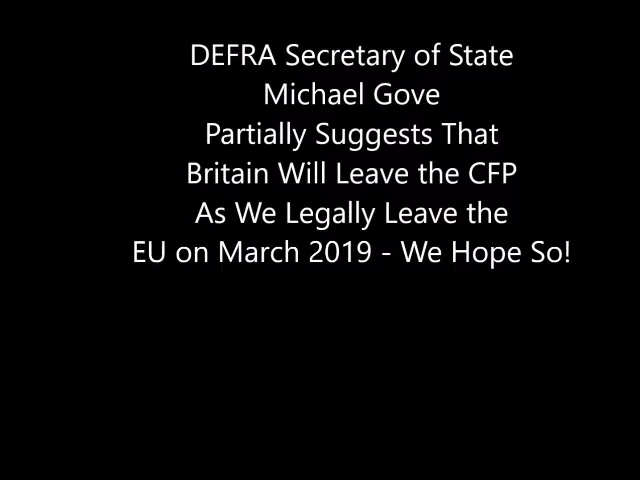 DEFRA Secretary of State
Michael Gove
Partially Suggests That
Britain Will Leave the CFP
As We Legally Leave the
EU on March 2019 - We Hope So!